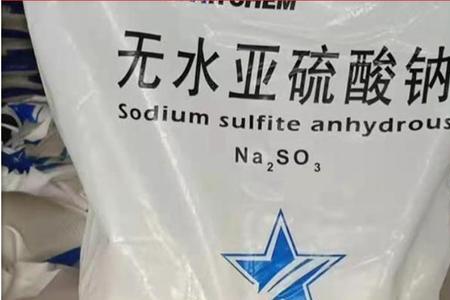 无水亚硫酸钠
Sodium sulfite anhydrous
Na₂SO₃